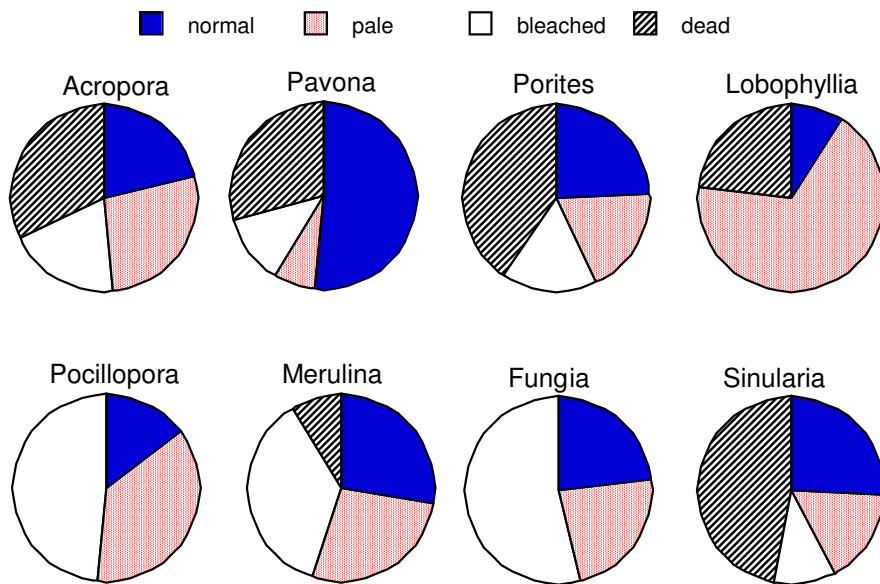 normal pale bleached dead
Acropora Pavona Porites Lobophyllia
Pocillopora Merulina Fungia Sinularia